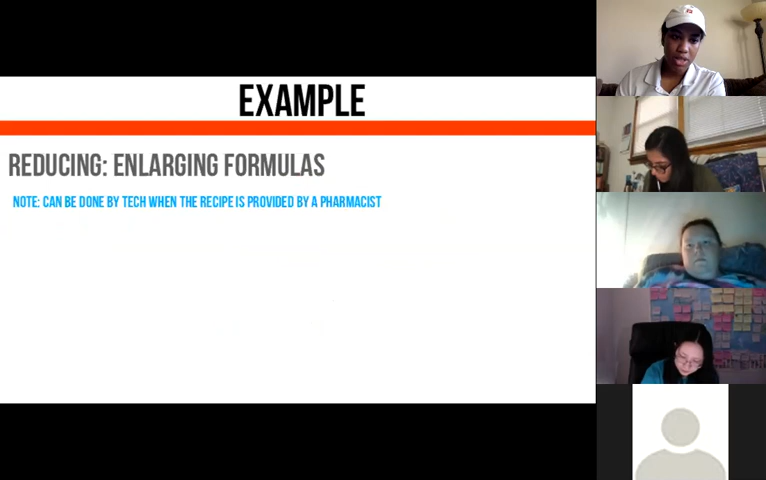 EXAMPLE
REDUCING: ENLARGING FORMULAS
NOTE: CAN BE DONE BY TECH WHEN THE RECIPE IS PROVIDED BY A PHARMACIST